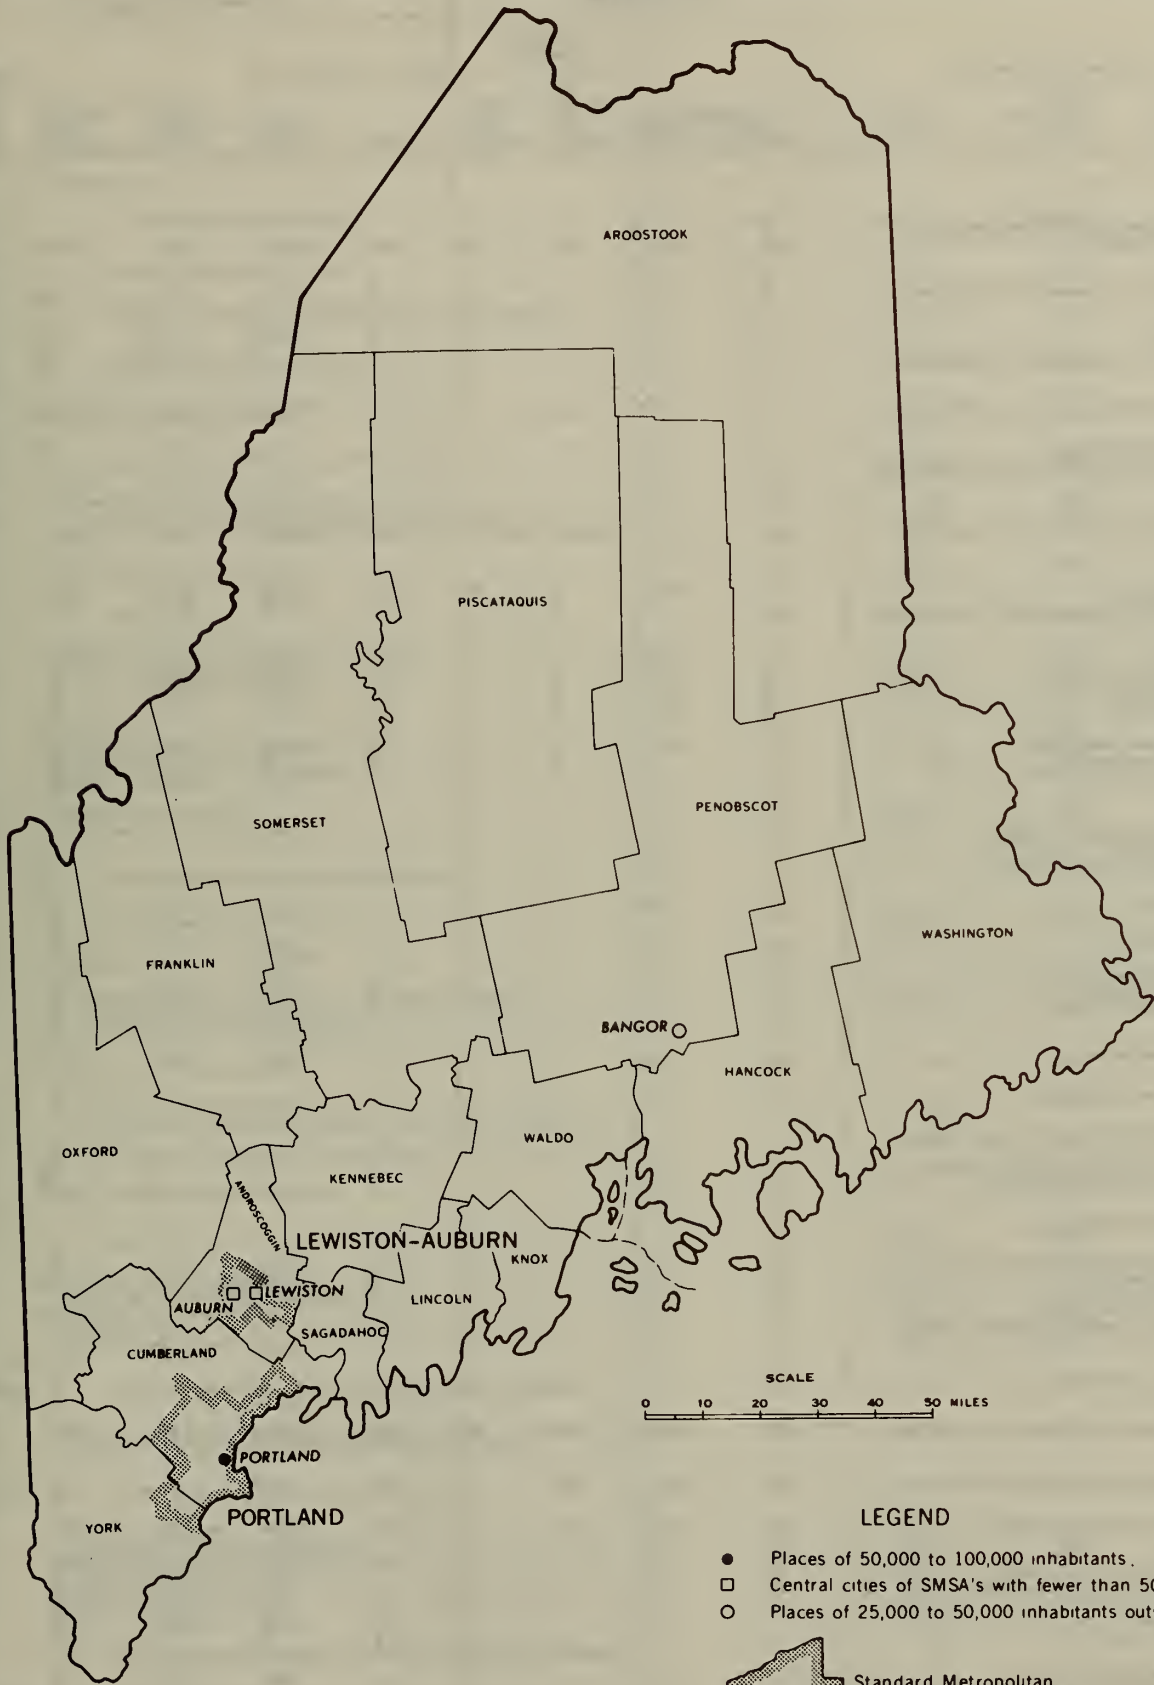 AROOSTOOK
PISCATAQUIS
PENOBSCOT
SOMERSET
WASHINGTON
FRANKLIN
BANGOR
HANCOCK
WALDO
OXFORD
KENNEBEC
ANDROSCOGGIN
LEWISTON-AUBURN
KNOX
LEWISTON
LINCOLN
AUBURN
SAGADAHOC
CUMBERLAND
SCALE
0 10 20 30 40 50 MILES
PORTLAND
PORTLAND
YORK
LEGEND
Places of 50,000 to 100,000 inhabitants.
Central cities of SMSA's with fewer than 50
Places of 25,000 to 50,000 inhabitants out
Standard Metropolitan